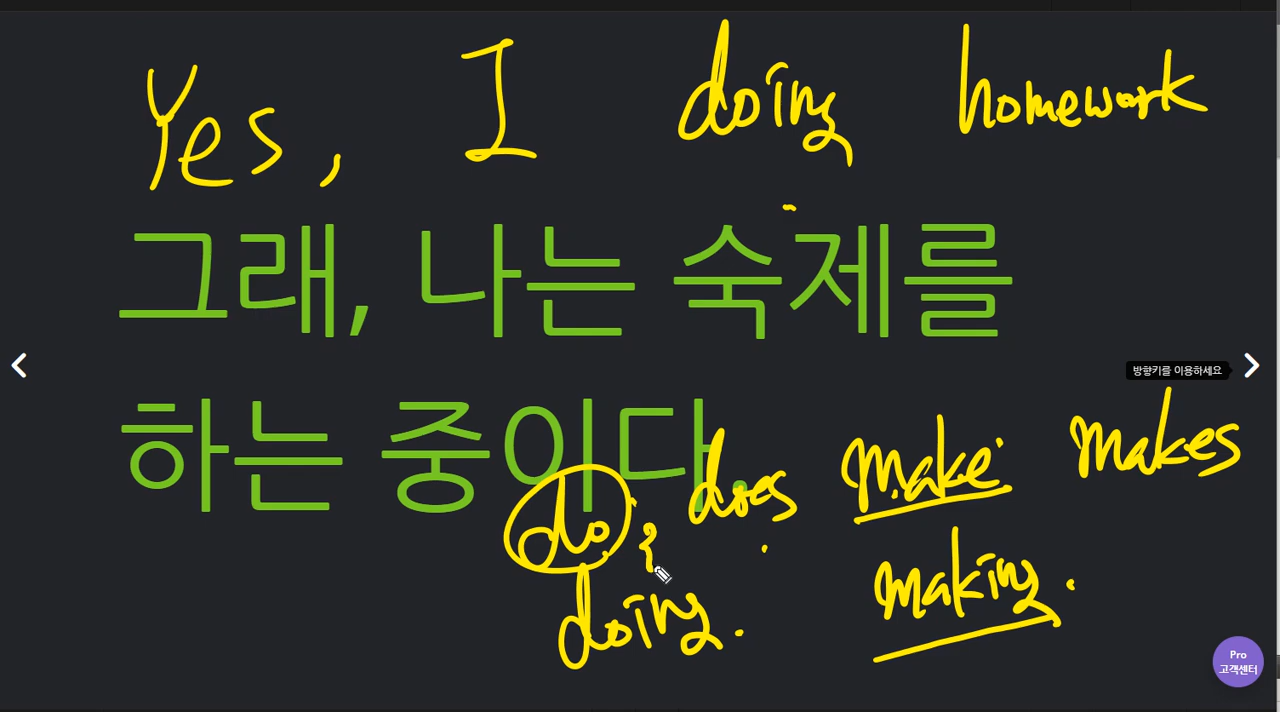 Yes, I doing homework
그래, 나는 숙제를
방향키를 이용하세요
하는 중이다.
do does make makes
doing. making.
Pro
고객센터